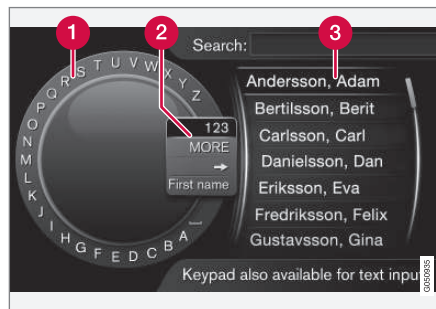 1
2
3
Search:
A B C D E F G H I J K L M N O P Q R S T U V W X Y Z
123
MORE
First name
Andersson, Adam
Bertilsson, Berit
Carlsson, Carl
Danielsson, Dan
Eriksson, Eva
Fredriksson, Felix
Gustavsson, Gina
Keypad also available for text input
G050935